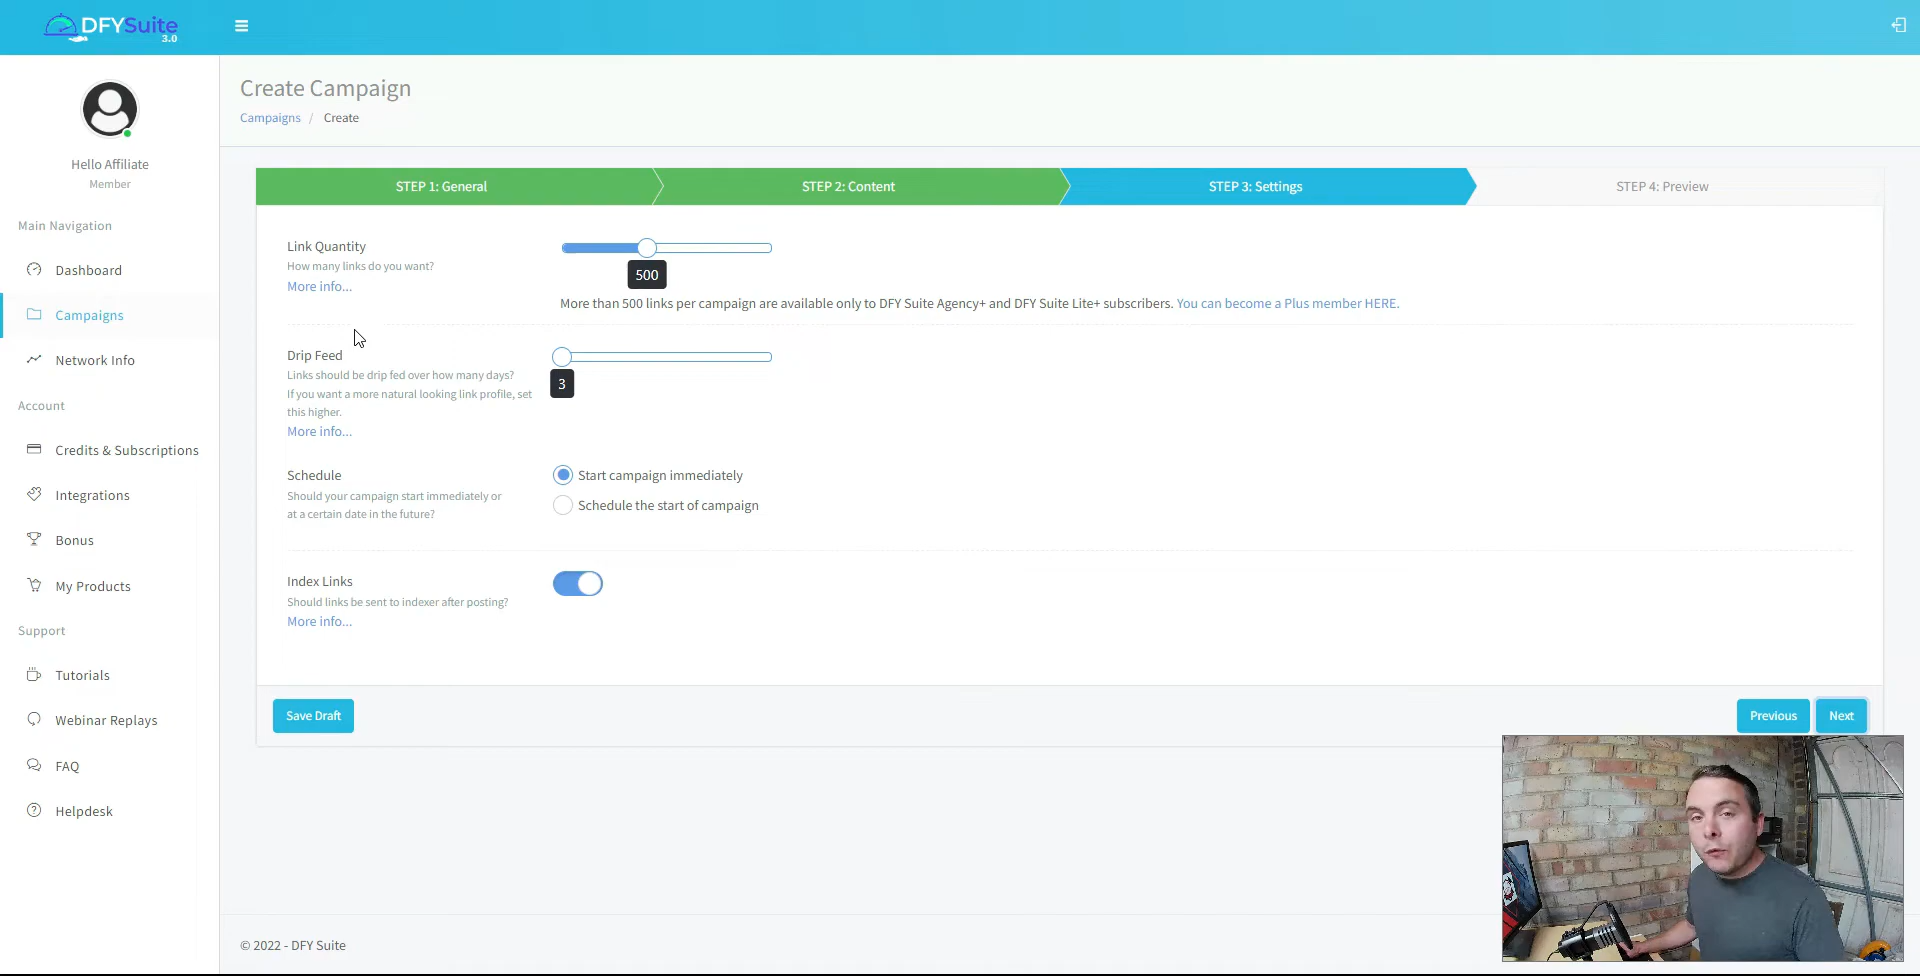 DFYSuite
3.0
Hello Affiliate
Member
Main Navigation
Dashboard
Campaigns
Network Info
Account
Credits & Subscriptions
Integrations
Bonus
My Products
Support
Tutorials
Webinar Replays
FAQ
Helpdesk
Create Campaign
Campaigns / Create
STEP 1: General
STEP 2: Content
STEP 3: Settings
STEP 4: Preview
Link Quantity
How many links do you want?
More info...
500
More than 500 links per campaign are available only to DFY Suite Agency+ and DFY Suite Lite+ subscribers. You can become a Plus member HERE.
Drip Feed
Links should be drip fed over how many days?
If you want a more natural looking link profile, set
this higher.
More info...
3
Schedule
Should your campaign start immediately or
at a certain date in the future?
Start campaign immediately
Schedule the start of campaign
Index Links
Should links be sent to indexer after posting?
More info...
Save Draft
Previous
Next
© 2022 - DFY Suite